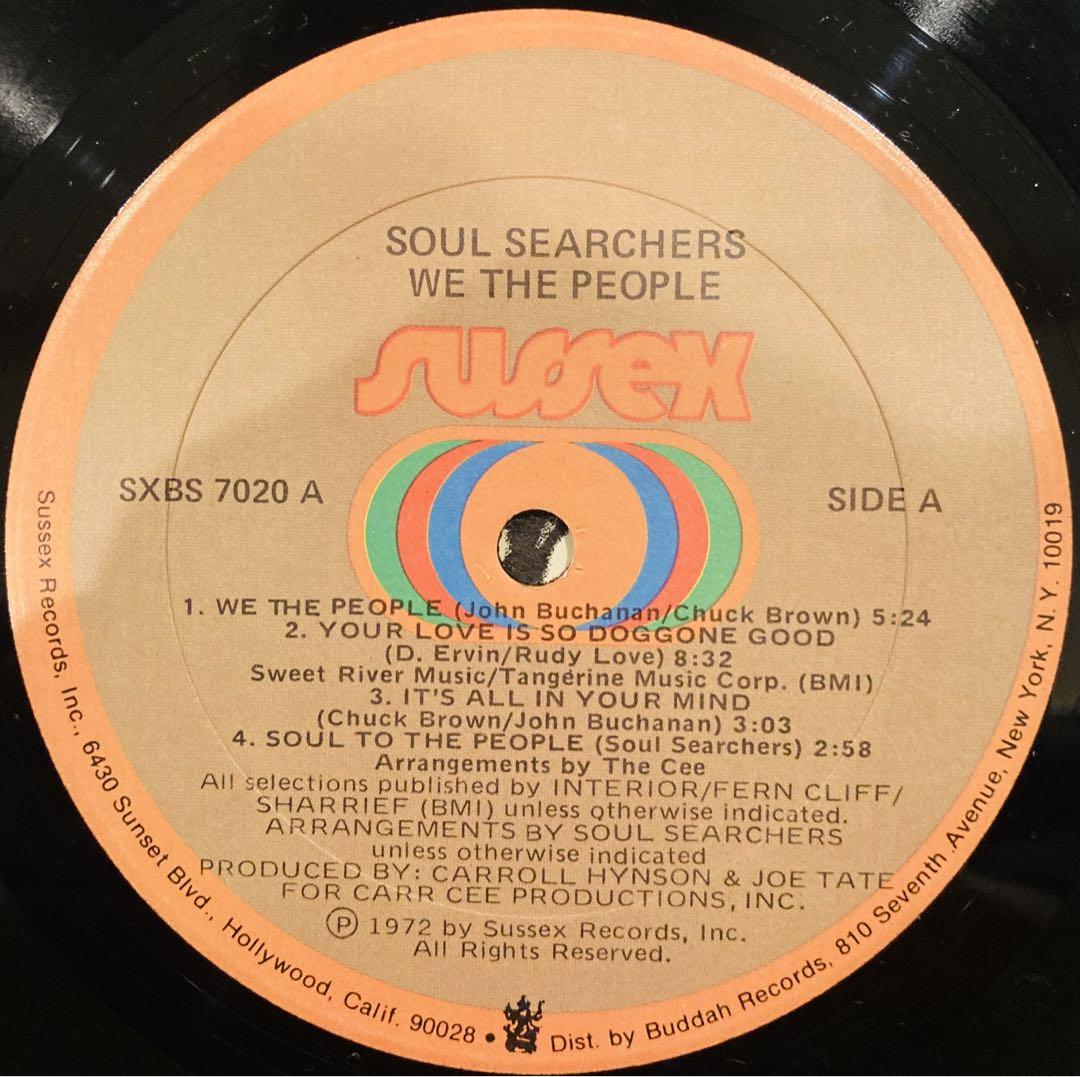 SOUL SEARCHERS
WE THE PEOPLE
sussex
SXBS 7020 A
SIDE A
1. WE THE PEOPLE (John Buchanan/Chuck Brown) 5:24
2. YOUR LOVE IS SO DOGGONE GOOD
(D. Ervin/Rudy Love) 8:32
Sweet River Music/Tangerine Music Corp. (BMI)
3. IT'S ALL IN YOUR MIND
(Chuck Brown/John Buchanan) 3:03
4. SOUL TO THE PEOPLE (Soul Searchers) 2:58
Arrangements by The Cee
All selections published by INTERIOR/FERN CLIFF/
SHARRIEF (BMI) unless otherwise indicated.
ARRANGEMENTS BY SOUL SEARCHERS
unless otherwise indicated
PRODUCED BY: CARROLL HYNSON & JOE TATE
FOR CARR CEE PRODUCTIONS, INC.
Ⓟ 1972 by Sussex Records, Inc.
All Rights Reserved.
Sussex Records, Inc., 6430 Sunset Blvd., Hollywood, Calif. 90028 • Dist. by Buddah Records, 810 Seventh Avenue, New York, N. Y. 10019